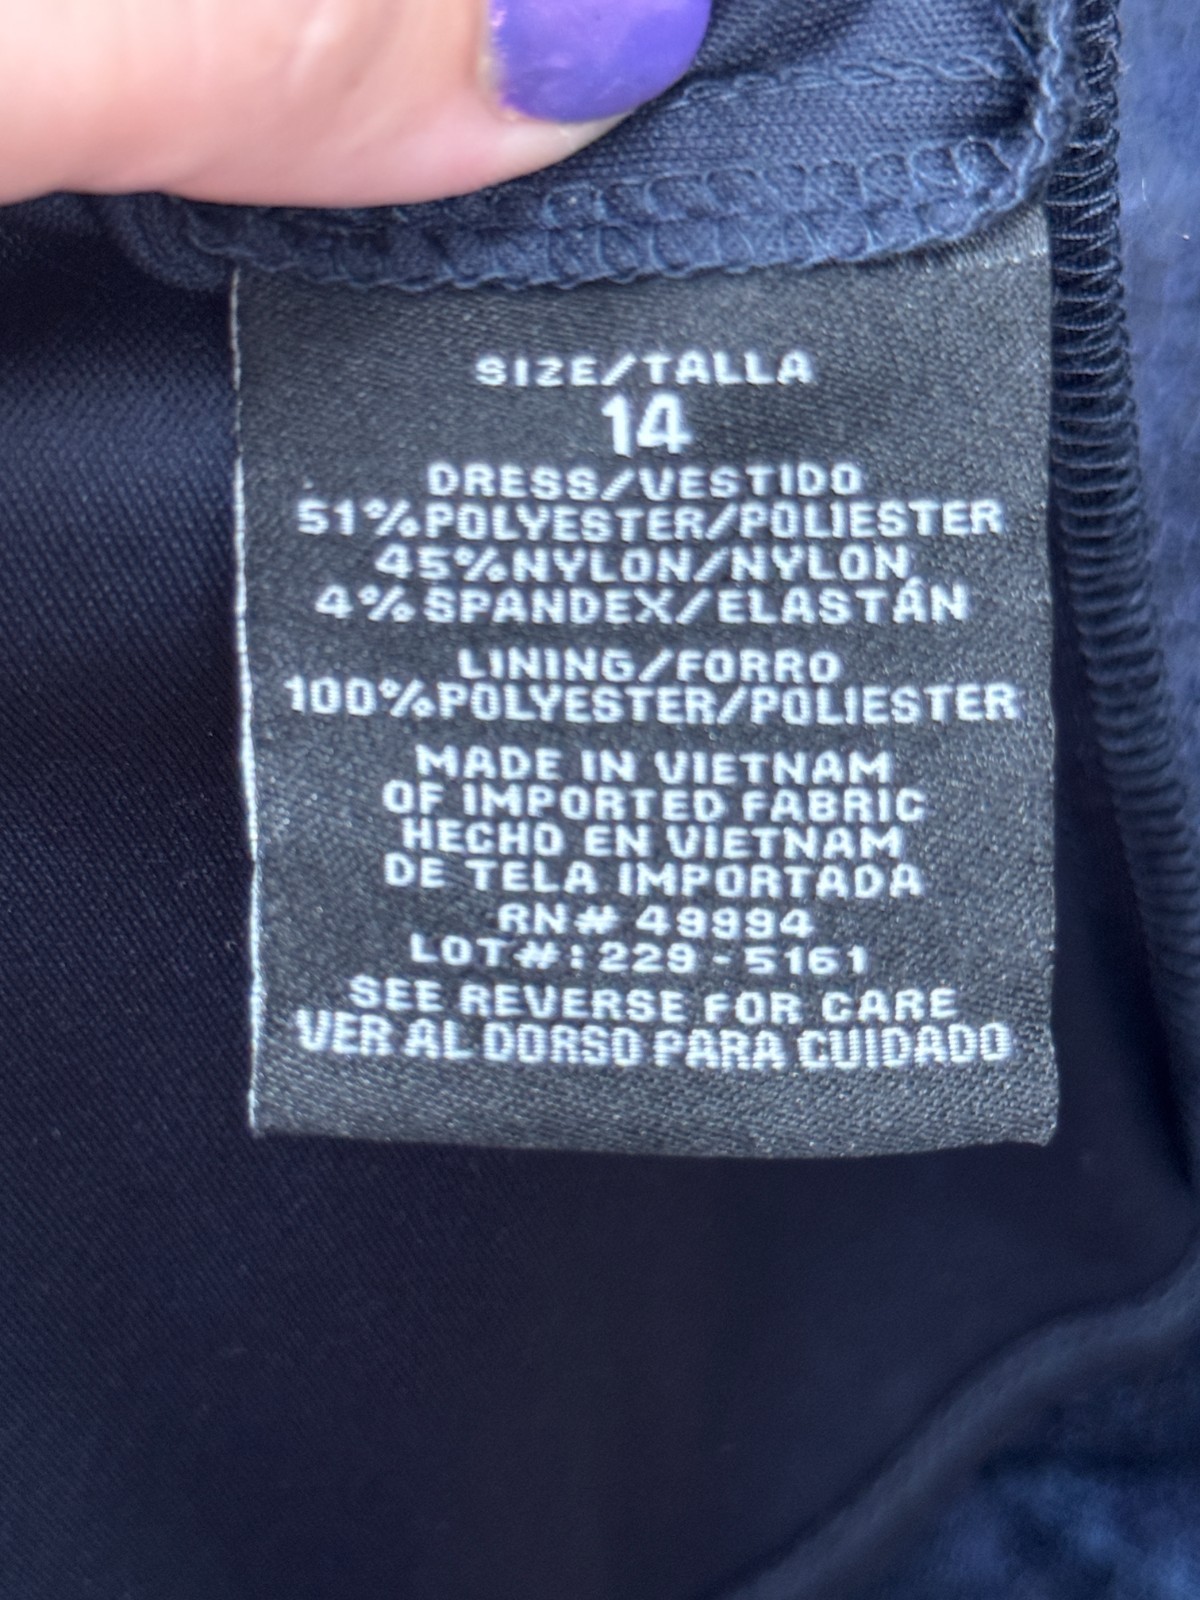 SIZE/TALLA
14
DRESS/VESTIDO
51%POLYESTER/POLIESTER
45%NYLON/NYLON
4%SPANDEX/ELASTÁN
LINING/FORRO
100%POLYESTER/POLIESTER
MADE IN VIETNAM
OF IMPORTED FABRIC
HECHO EN VIETNAM
DE TELA IMPORTADA
RN# 49994
LOT#:229-5161
SEE REVERSE FOR CARE
VER AL DORSO PARA CUIDADO